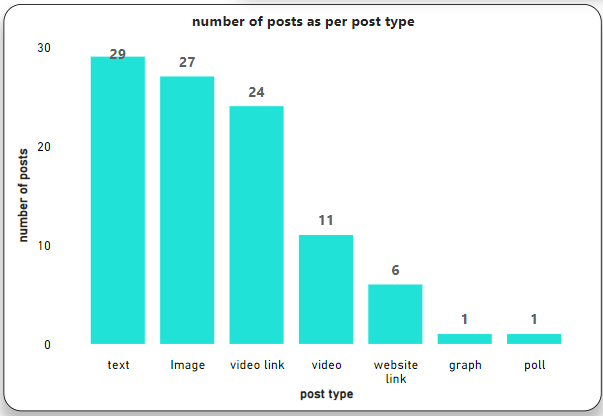 number of posts as per post type
number of posts
30
20
10
0
29
27
24
11
6
1
1
text
Image
video link
video
website
link
graph
poll
post type